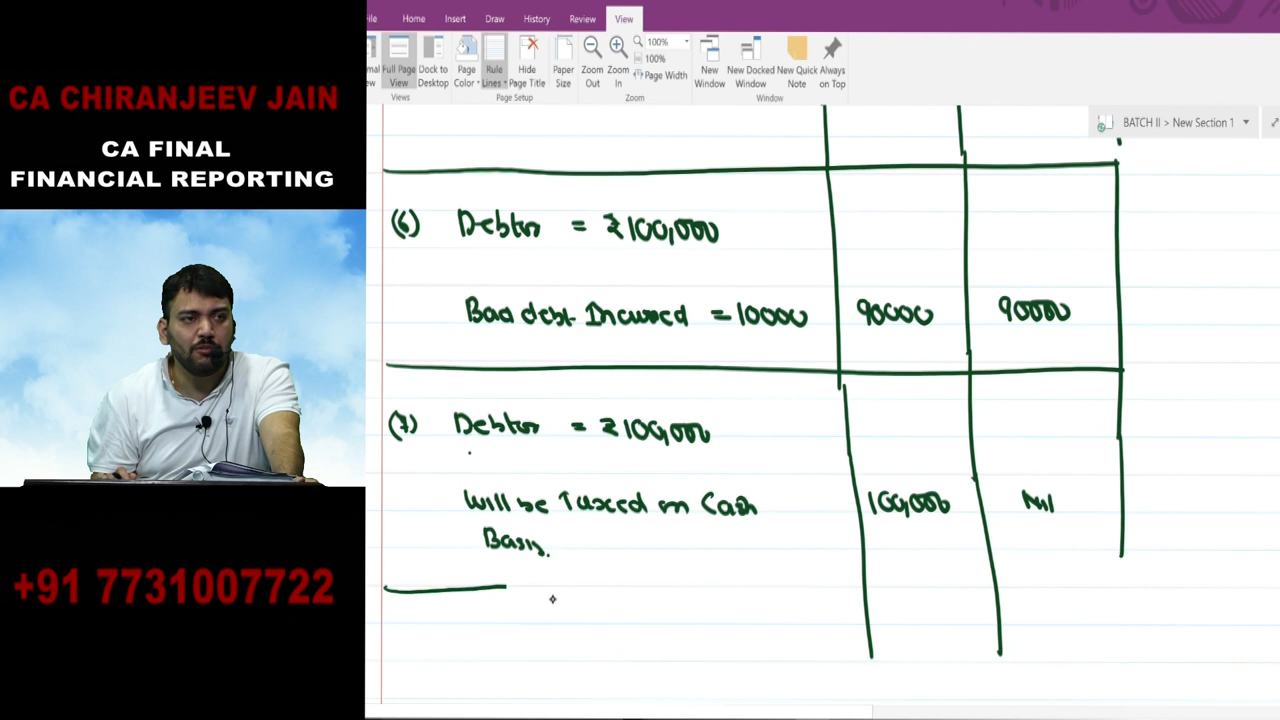 CA CHIRANJEEV JAIN
CA FINAL
FINANCIAL REPORTING
+91 7731007722
File Home Insert Draw History Review View
Full Page View
Dock to Desktop
Page Color
Rule Lines
Hide Page Title
Paper Size
Zoom Out
Zoom In
100%
100%
Page Width
New Window
New Docked Window
New Quick Note
Always on Top
Views Page Setup Zoom Window
BATCH II > New Section 1
(6) Debtor = ₹100,000
Bad debt Incurred = 10000 90000 90000
(7) Debtor = ₹100,000
Will be Taxed on Cash 100,000 Nil
Basis.